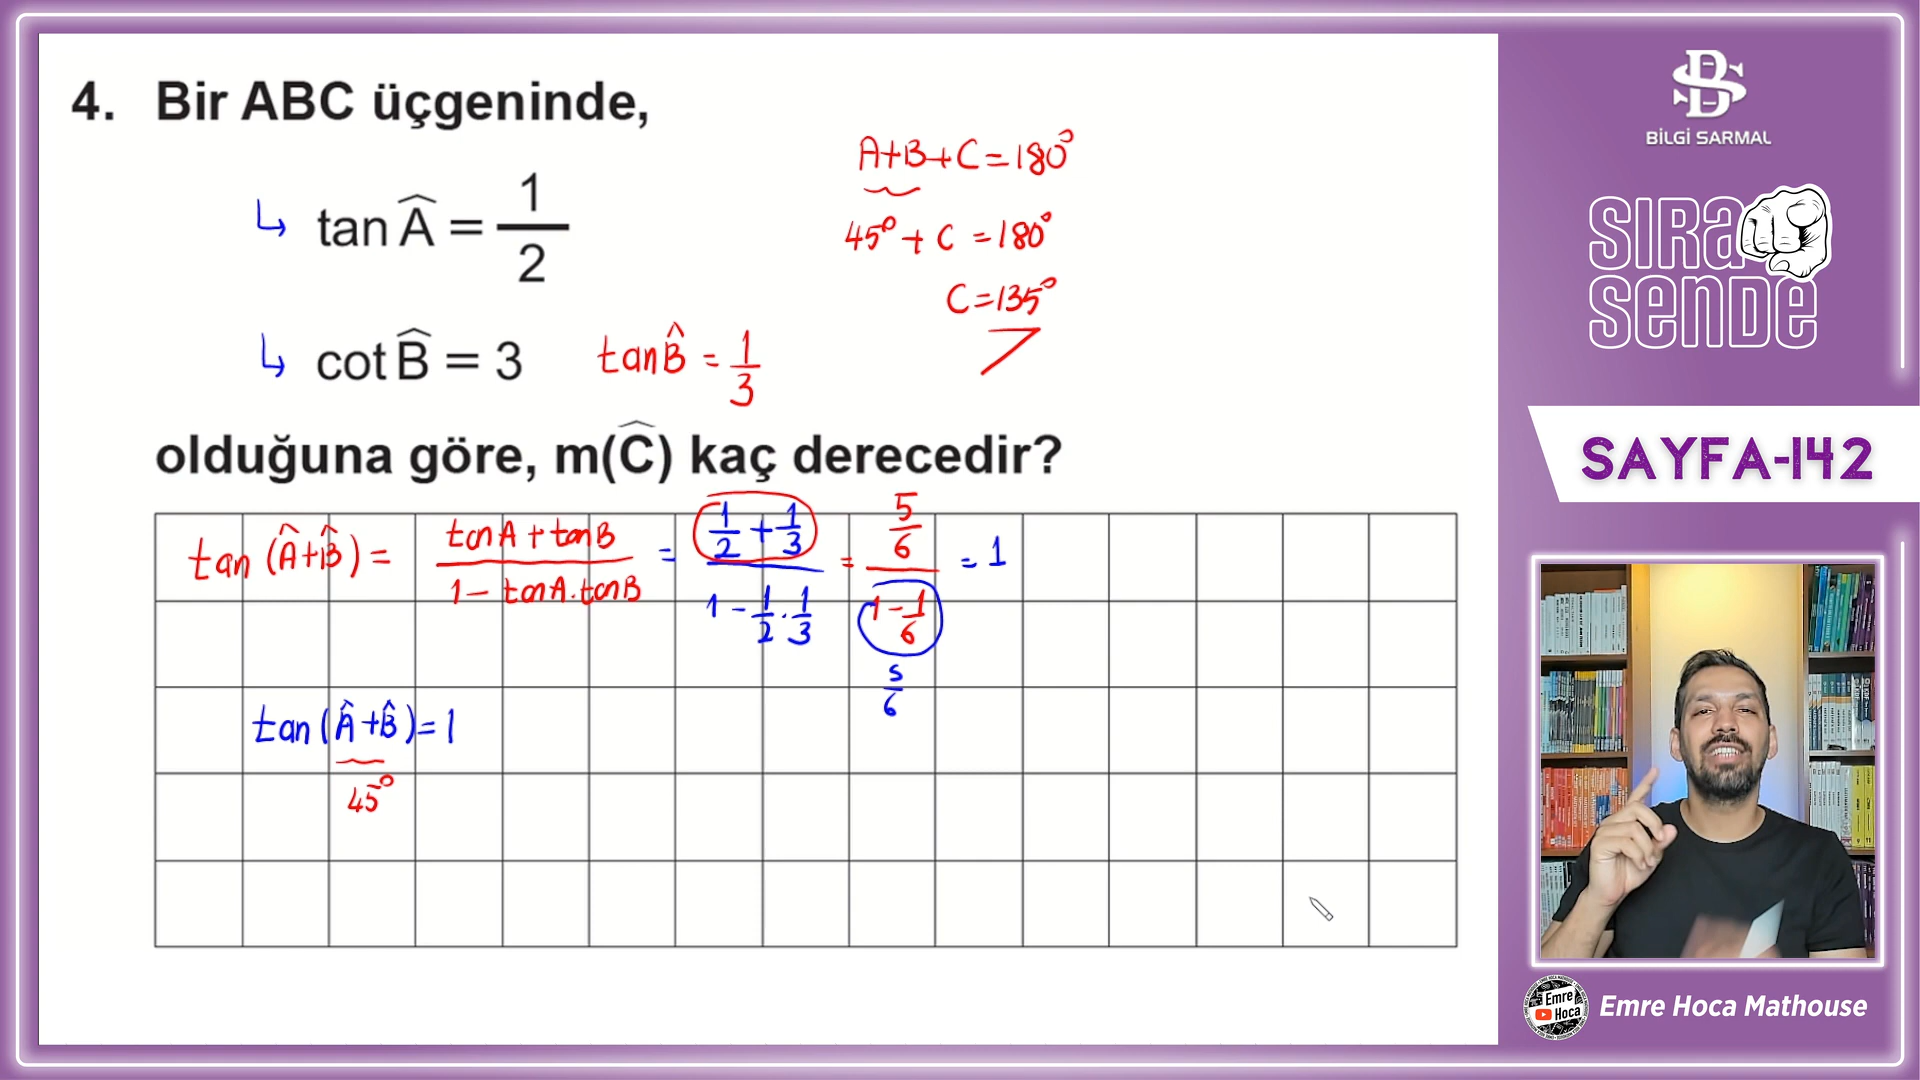 4. Bir ABC üçgeninde,
↳ tan Â = 1/2
↳ cot B̂ = 3
tan B̂ = 1/3
A+B+C=180°
45°+C=180°
C=135°
olduğuna göre, m(Ĉ) kaç derecedir?
tan (Â+B̂) = (tanA + tanB)/(1 - tanA.tanB) = (1/2 + 1/3)/(1 - 1/2 . 1/3) = (5/6)/(1 - 1/6) = 1
5/6
tan (Â+B̂) = 1
45°
BS
BİLGİ SARMAL
SIRA
SENDE
SAYFA-142
Emre
Hoca
Emre Hoca Mathouse